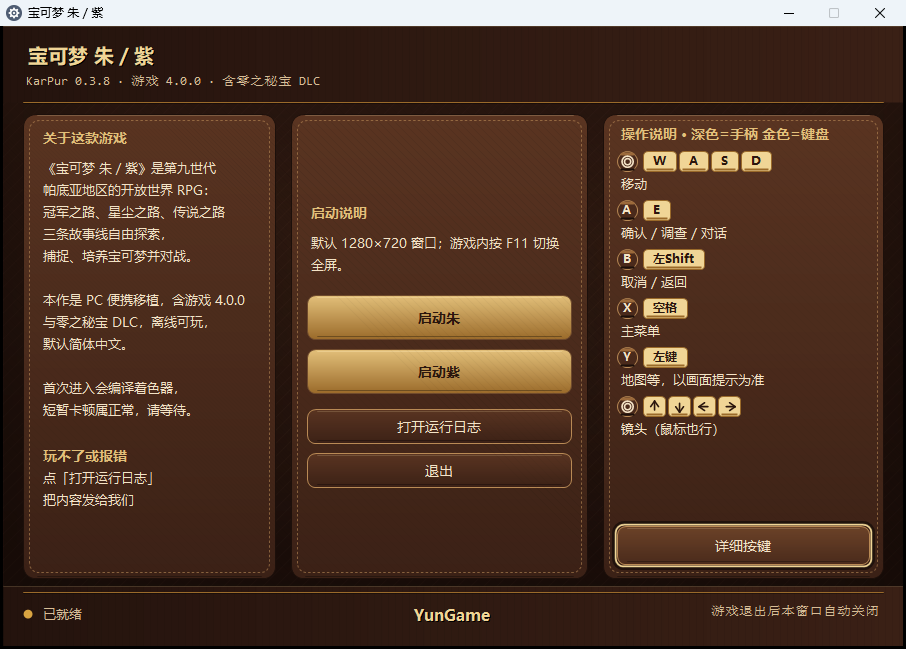 宝可梦 朱 / 紫
宝可梦 朱 / 紫
KarPur 0.3.8 · 游戏 4.0.0 · 含零之秘宝 DLC
关于这款游戏
《宝可梦 朱 / 紫》是第九世代
帕底亚地区的开放世界 RPG：
冠军之路、星尘之路、传说之路
三条故事线自由探索，
捕捉、培养宝可梦并对战。
本作是 PC 便携移植，含游戏 4.0.0
与零之秘宝 DLC，离线可玩，
默认简体中文。
首次进入会编译着色器，
短暂卡顿属正常，请等待。
玩不了或报错
点「打开运行日志」
把内容发给我们
启动说明
默认 1280×720 窗口；游戏内按 F11 切换
全屏。
启动朱
启动紫
打开运行日志
退出
操作说明 • 深色=手柄 金色=键盘
W A S D
移动
A E
确认 / 调查 / 对话
B 左Shift
取消 / 返回
X 空格
主菜单
Y 左键
地图等，以画面提示为准
↑ ↓ ← →
镜头（鼠标也行）
详细按键
已就绪
YunGame
游戏退出后本窗口自动关闭